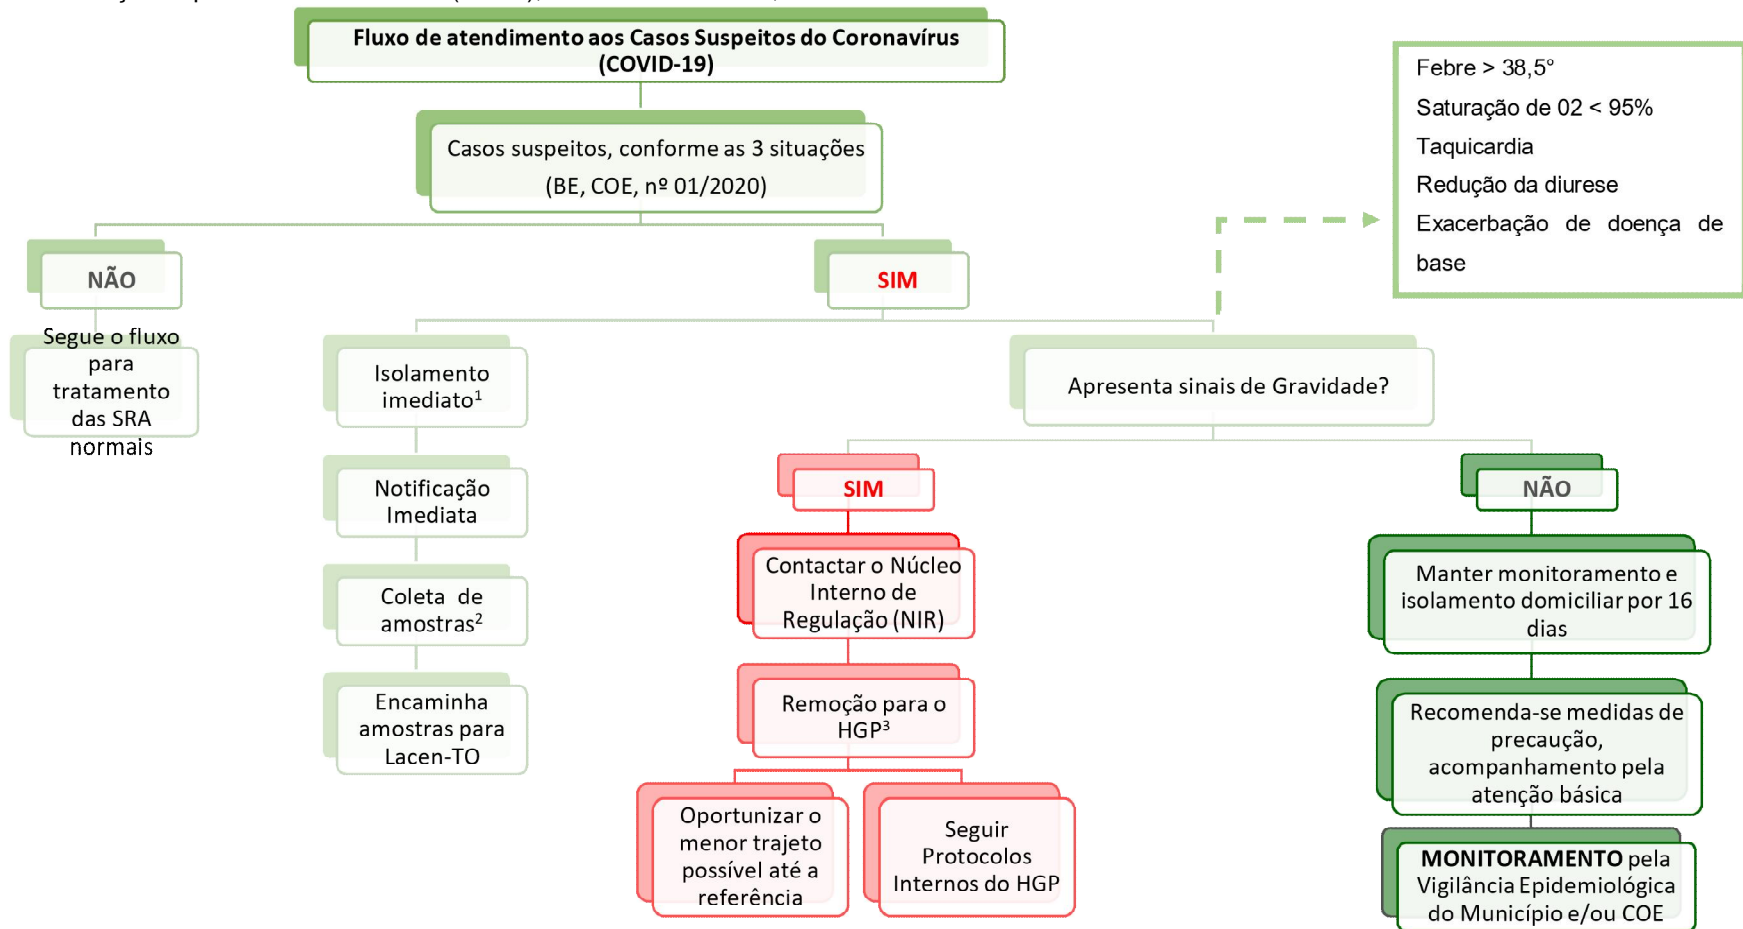 Fluxo de atendimento aos Casos Suspeitos do Coronavírus
(COVID-19)
Febre > 38,5°
Saturação de 02 < 95%
Taquicardia
Redução da diurese
Exacerbação de doença de
base
Casos suspeitos, conforme as 3 situações
(BE, COE, nº 01/2020)
NÃO
SIM
Segue o fluxo
para
tratamento
das SRA
normais
Isolamento
imediato¹
Apresenta sinais de Gravidade?
Notificação
Imediata
Coleta de
amostras²
Encaminha
amostras para
Lacen-TO
SIM
Contactar o Núcleo
Interno de
Regulação (NIR)
Remoção para o
HGP³
Oportunizar o
menor trajeto
possível até a
referência
Seguir
Protocolos
Internos do HGP
NÃO
Manter monitoramento e
isolamento domiciliar por 16
dias
Recomenda-se medidas de
precaução,
acompanhamento pela
atenção básica
MONITORAMENTO pela
Vigilância Epidemiológica
do Município e/ou COE